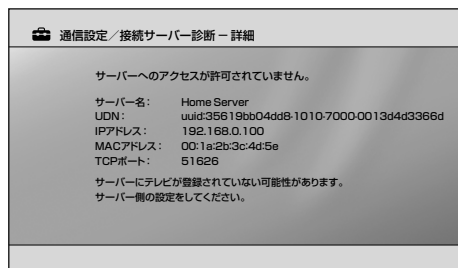 通信設定／接続サーバー診断－詳細
サーバーへのアクセスが許可されていません。
サーバー名： Home Server
UDN： uuid:35619bb04dd8-1010-7000-0013d4d3366d
IPアドレス： 192.168.0.100
MACアドレス： 00:1a:2b:3c:4d:5e
TCPポート： 51626
サーバーにテレビが登録されていない可能性があります。
サーバー側の設定をしてください。